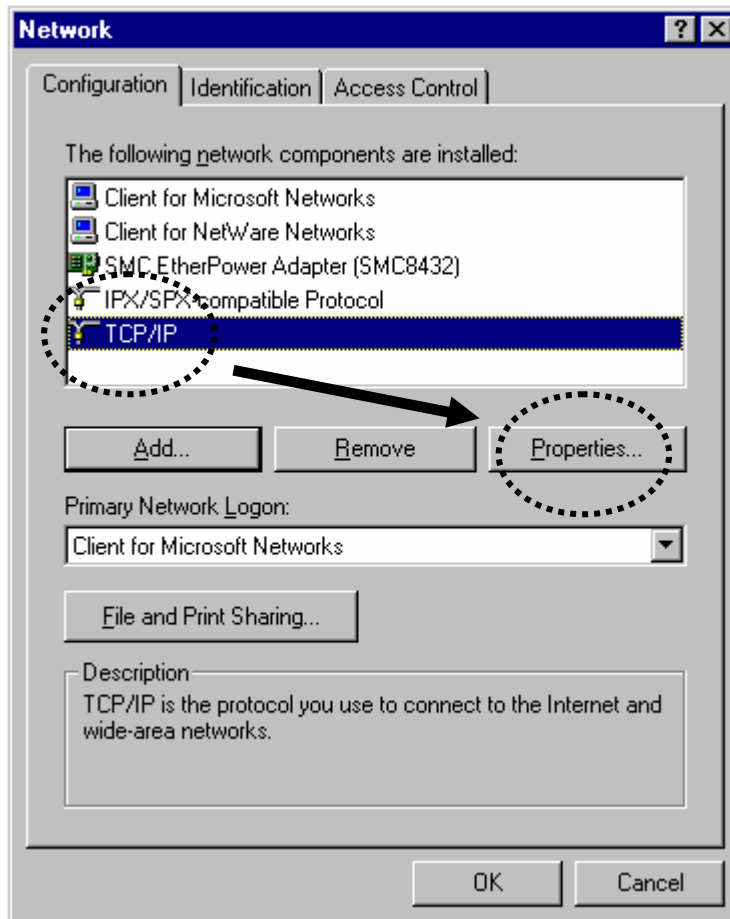 Network
Configuration Identification Access Control
The following network components are installed:
Client for Microsoft Networks
Client for NetWare Networks
SMC EtherPower Adapter (SMC8432)
IPX/SPX-compatible Protocol
TCP/IP
Add... Remove Properties...
Primary Network Logon:
Client for Microsoft Networks
File and Print Sharing...
Description
TCP/IP is the protocol you use to connect to the Internet and
wide-area networks.
OK Cancel